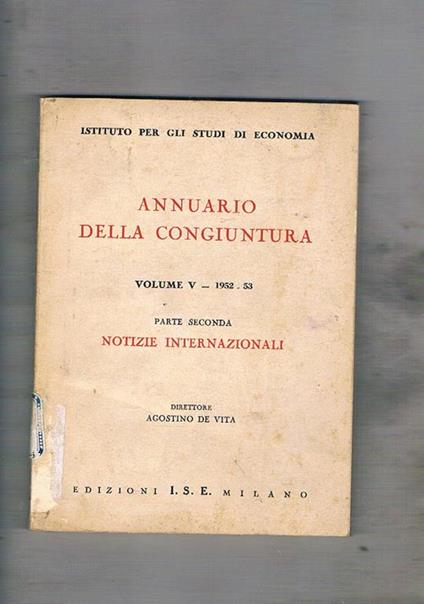 ISTITUTO PER GLI STUDI DI ECONOMIA
ANNUARIO
DELLA CONGIUNTURA
VOLUME V – 1952 - 53
PARTE SECONDA
NOTIZIE INTERNAZIONALI
DIRETTORE
AGOSTINO DE VITA
EDIZIONI I. S. E. MILANO